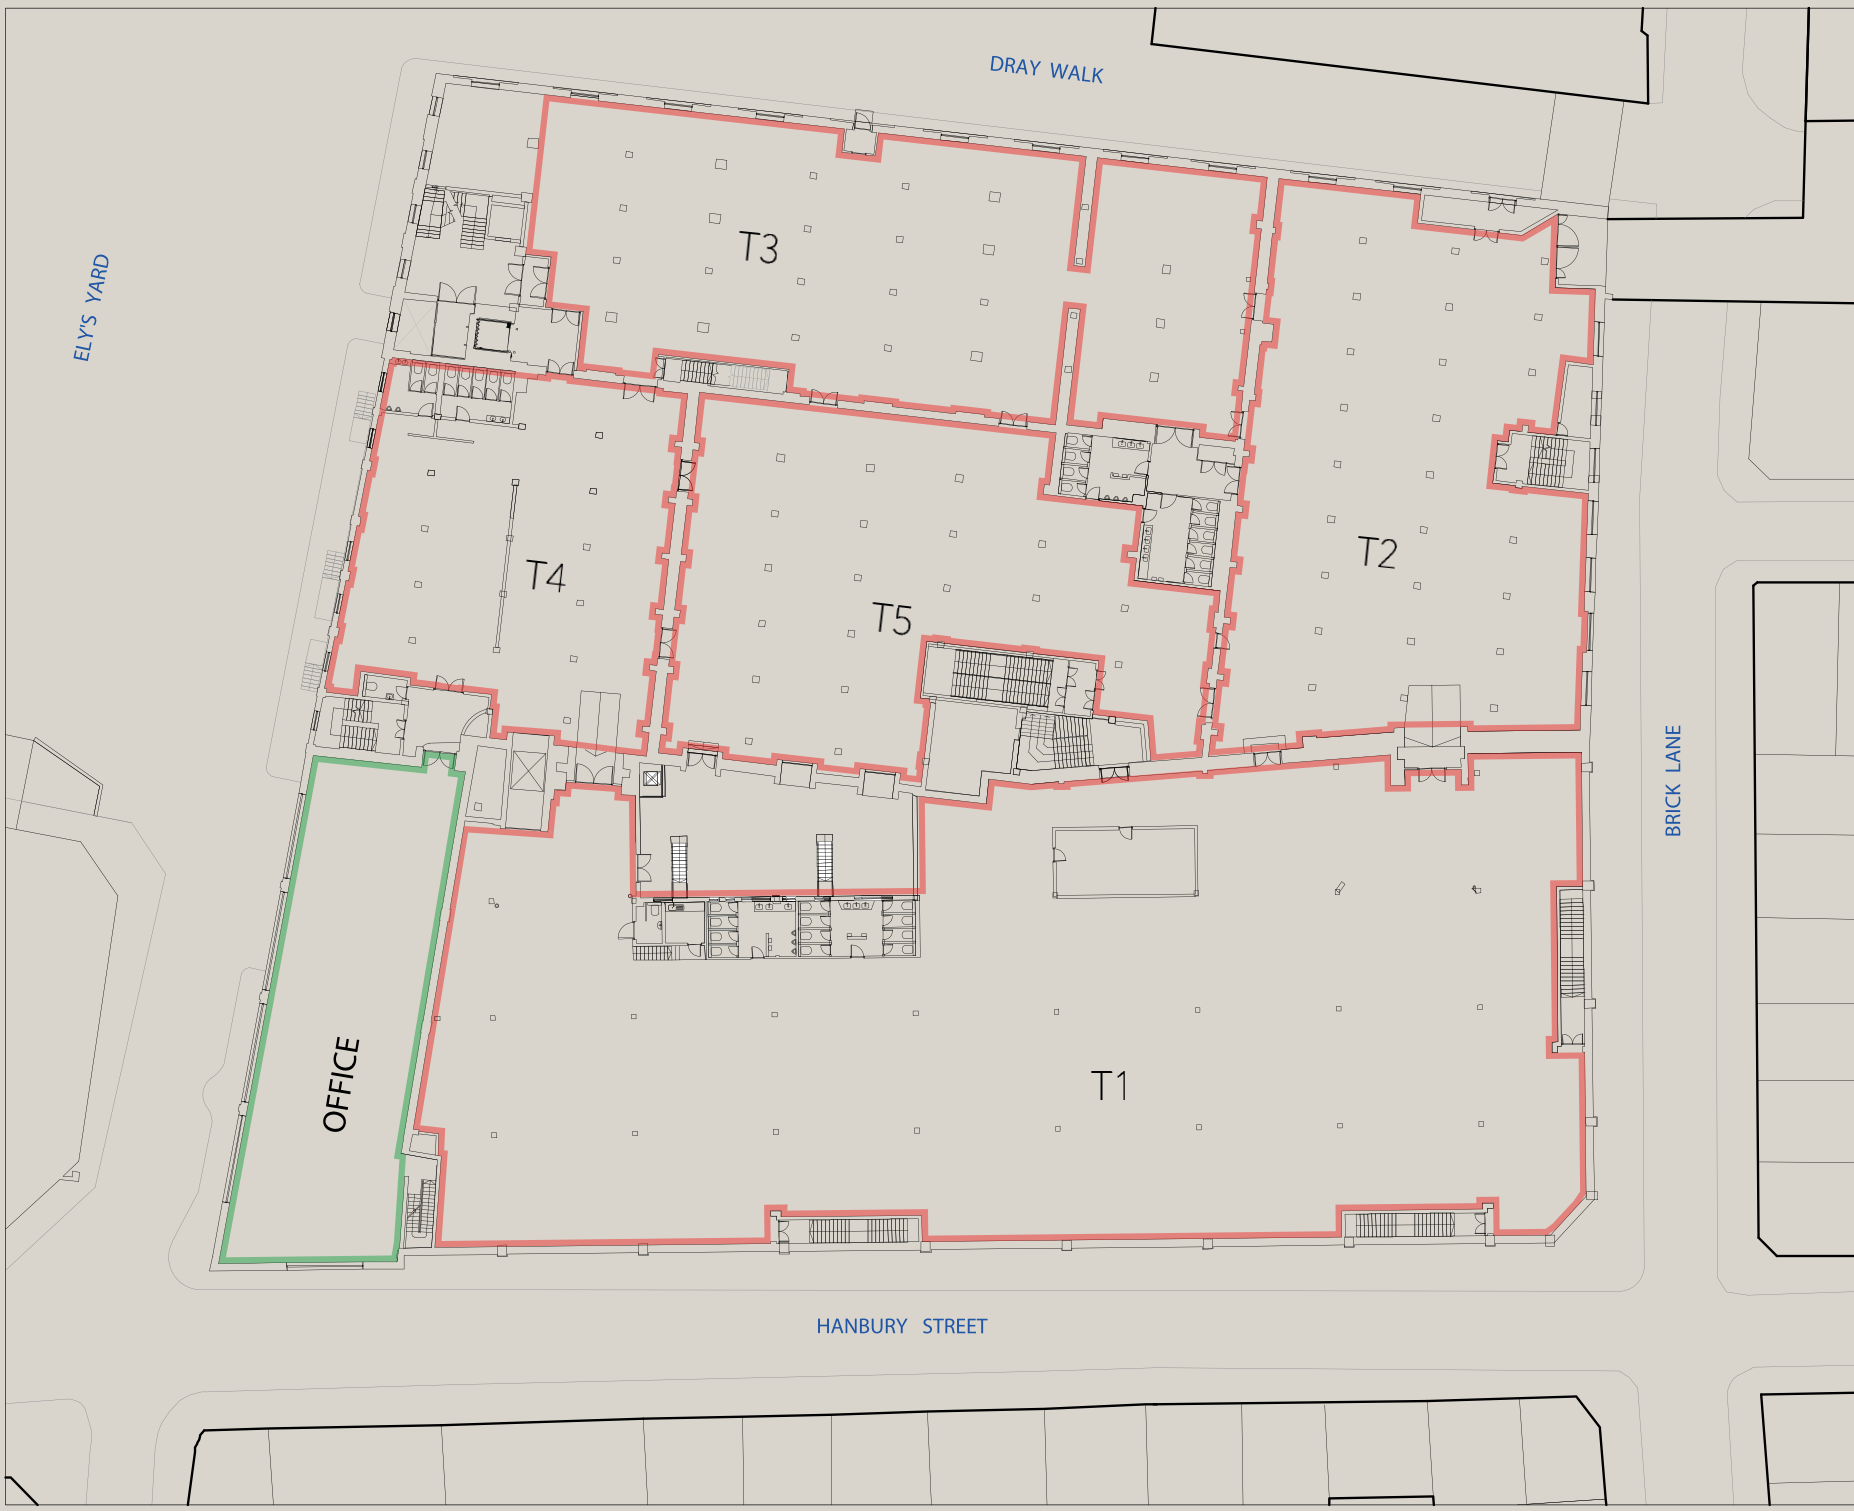 DRAY WALK
T3
ELY'S YARD
T2
T4
T5
BRICK LANE
OFFICE
T1
HANBURY STREET